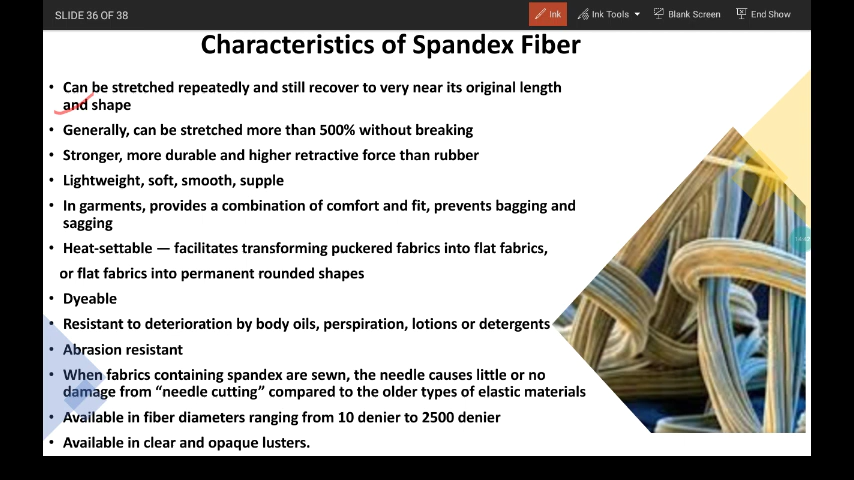 SLIDE 36 OF 38
Ink
Ink Tools
Blank Screen
End Show
Characteristics of Spandex Fiber
• Can be stretched repeatedly and still recover to very near its original length
and shape
• Generally, can be stretched more than 500% without breaking
• Stronger, more durable and higher retractive force than rubber
• Lightweight, soft, smooth, supple
• In garments, provides a combination of comfort and fit, prevents bagging and
sagging
• Heat-settable — facilitates transforming puckered fabrics into flat fabrics,
or flat fabrics into permanent rounded shapes
• Dyeable
• Resistant to deterioration by body oils, perspiration, lotions or detergents
• Abrasion resistant
• When fabrics containing spandex are sewn, the needle causes little or no
damage from “needle cutting” compared to the older types of elastic materials
• Available in fiber diameters ranging from 10 denier to 2500 denier
• Available in clear and opaque lusters.